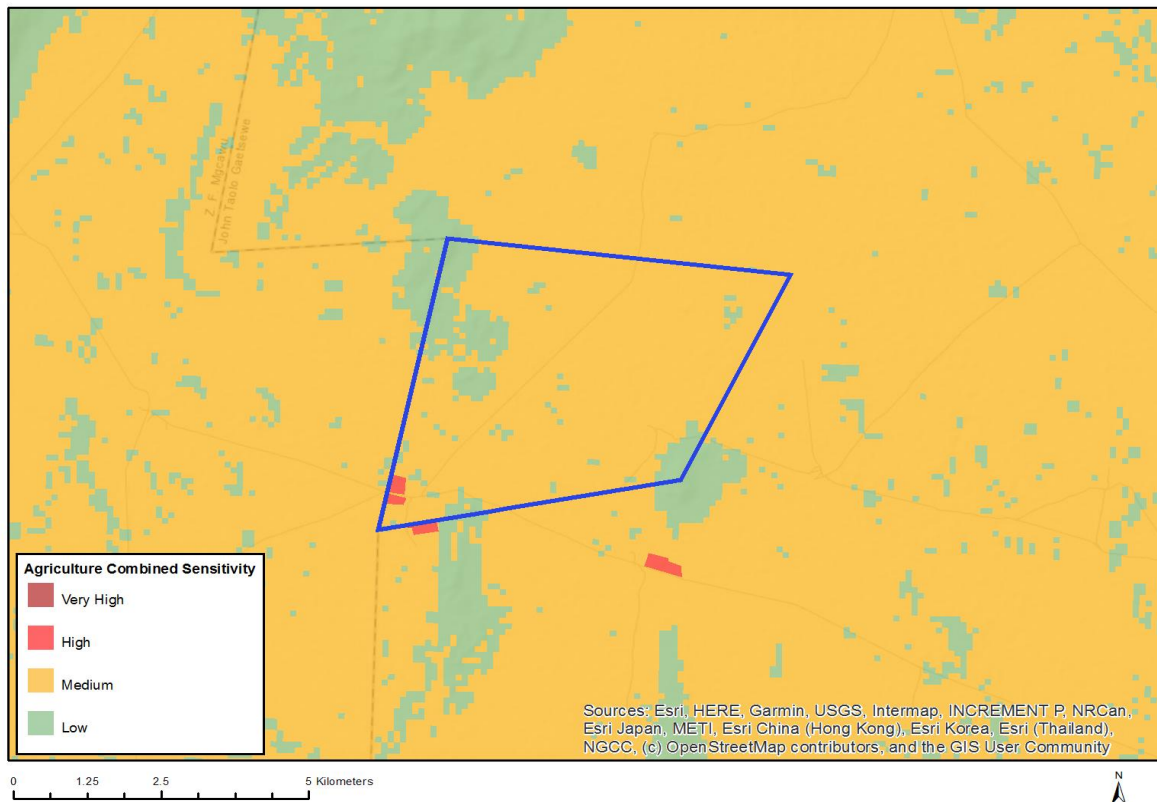 Z F Mgcawu
John Taolo Gaetsewe
Agriculture Combined Sensitivity
Very High
High
Medium
Low
Sources: Esri, HERE, Garmin, USGS, Intermap, INCREMENT P, NRCan,
Esri Japan, METI, Esri China (Hong Kong), Esri Korea, Esri (Thailand),
NGCC, (c) OpenStreetMap contributors, and the GIS User Community
0 1.25 2.5 5 Kilometers
N